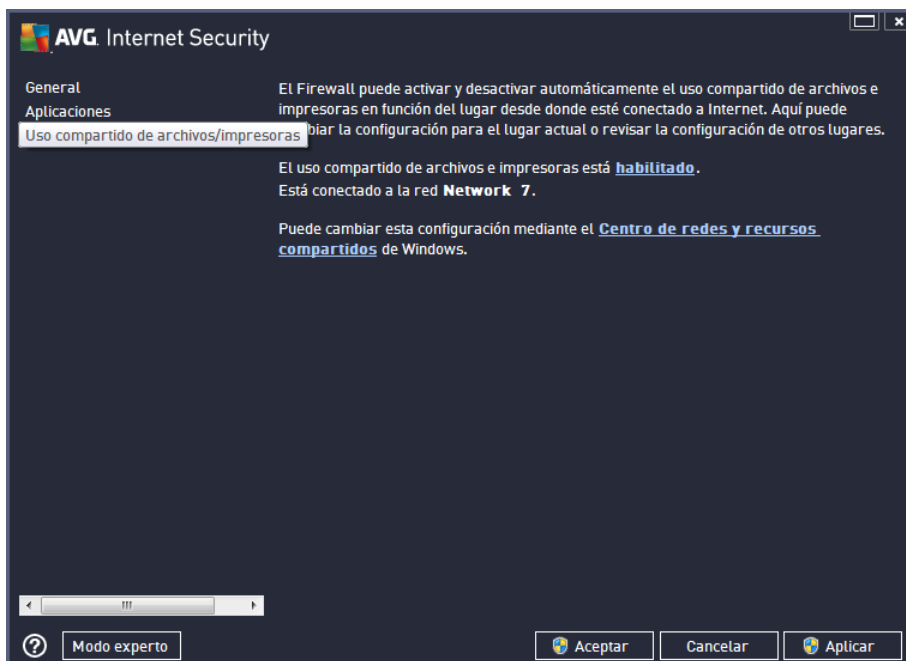 AVG. Internet Security
General
Aplicaciones
Uso compartido de archivos/impresoras
El Firewall puede activar y desactivar automáticamente el uso compartido de archivos e
impresoras en función del lugar desde donde esté conectado a Internet. Aquí puede
biar la configuración para el lugar actual o revisar la configuración de otros lugares.
El uso compartido de archivos e impresoras está habilitado.
Está conectado a la red Network 7.
Puede cambiar esta configuración mediante el Centro de redes y recursos
compartidos de Windows.
Modo experto
Aceptar
Cancelar
Aplicar